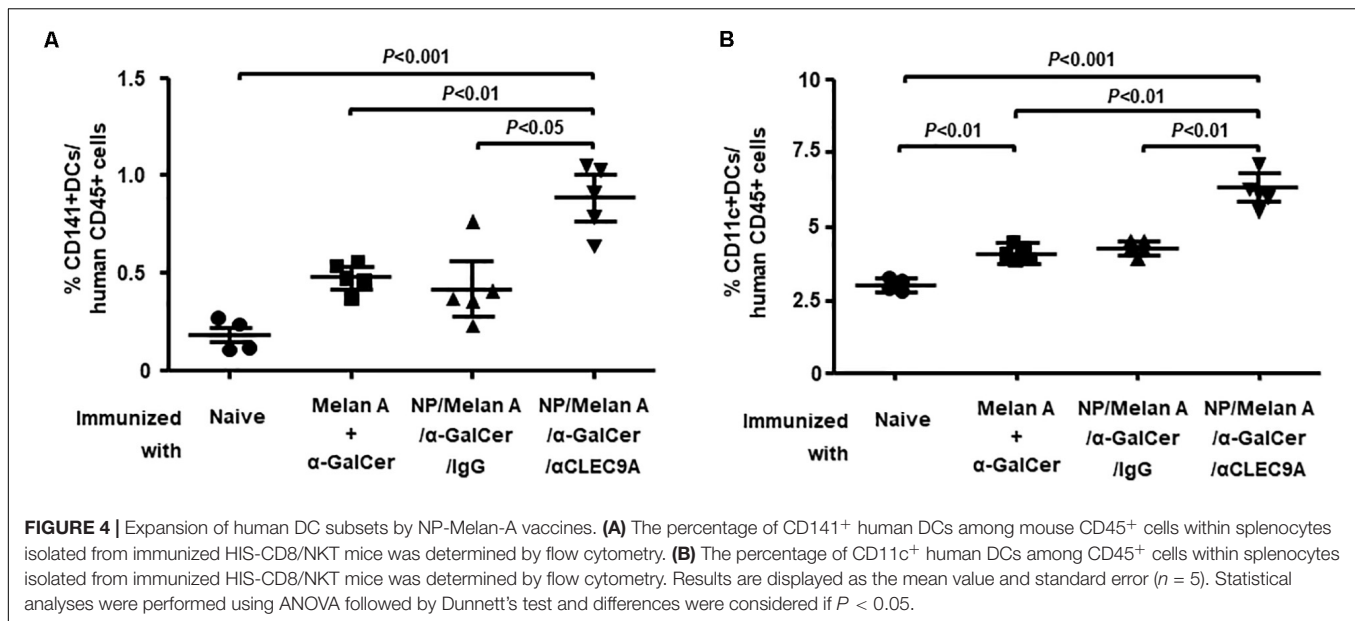 A
P<0.001
P<0.01
P<0.05
1.5
1.0
0.5
0
% CD141+DCs/
human CD45+ cells
Immunized
with
Naive
Melan A
+
α-GalCer
NP/Melan A
/α-GalCer
/IgG
NP/Melan A
/α-GalCer
/αCLEC9A
B
P<0.001
P<0.01
P<0.01
P<0.01
10
7.5
5
2.5
0
% CD11c+DCs/
human CD45+ cells
Immunized
with
Naive
Melan A
+
α-GalCer
NP/Melan A
/α-GalCer
/IgG
NP/Melan A
/α-GalCer
/αCLEC9A
FIGURE 4 | Expansion of human DC subsets by NP-Melan-A vaccines. (A) The percentage of CD141⁺ human DCs among mouse CD45⁺ cells within splenocytes
isolated from immunized HIS-CD8/NKT mice was determined by flow cytometry. (B) The percentage of CD11c⁺ human DCs among CD45⁺ cells within splenocytes
isolated from immunized HIS-CD8/NKT mice was determined by flow cytometry. Results are displayed as the mean value and standard error (n = 5). Statistical
analyses were performed using ANOVA followed by Dunnett's test and differences were considered if P < 0.05.